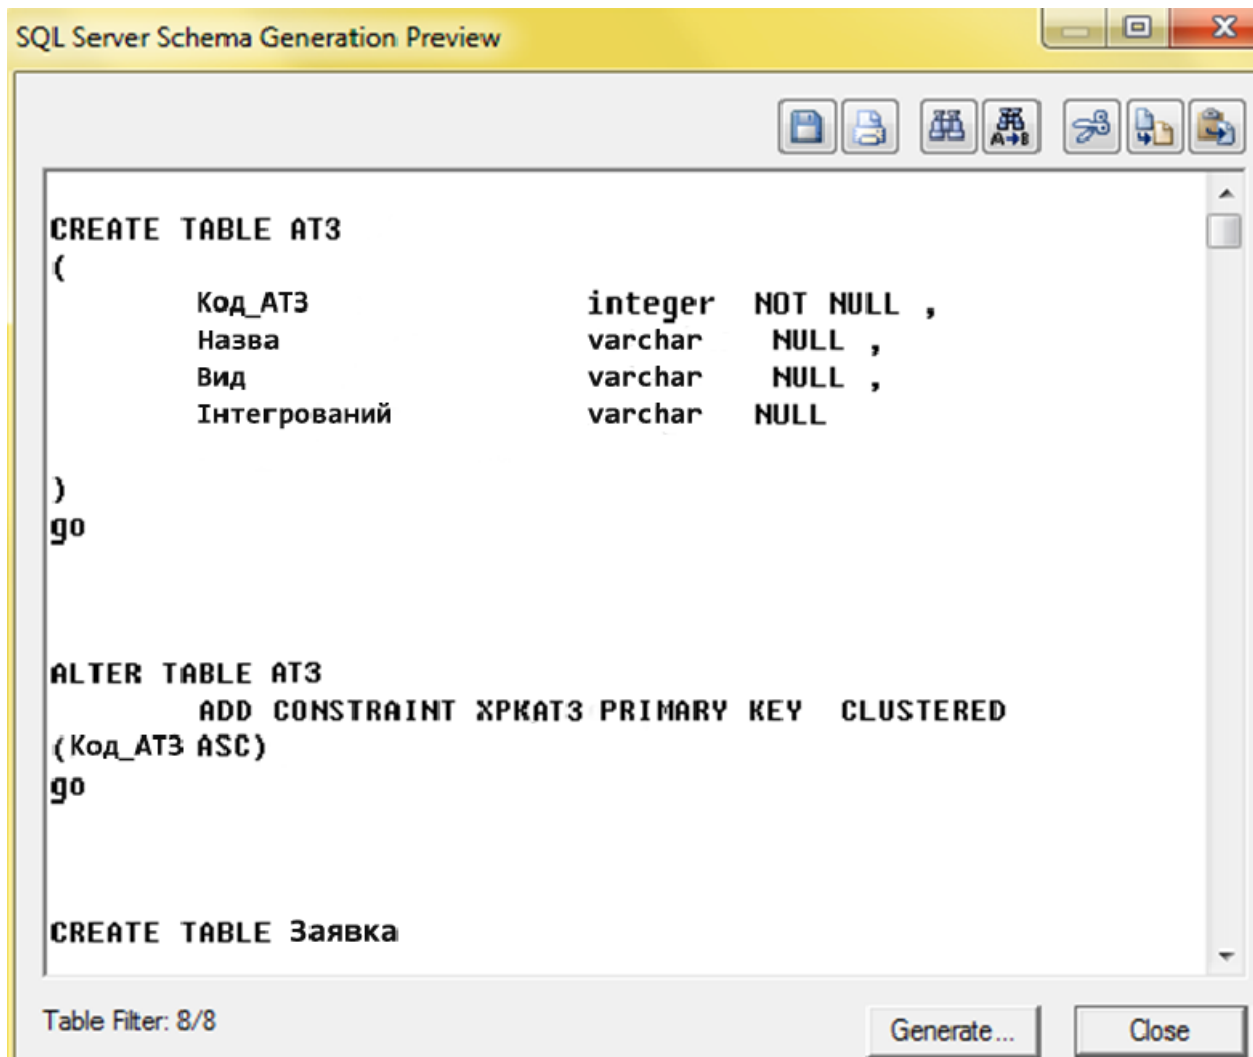 SQL Server Schema Generation Preview
A→B
CREATE TABLE АТЗ
(
Код_АТЗ integer NOT NULL ,
Назва varchar NULL ,
Вид varchar NULL ,
Інтегрований varchar NULL
)
go
ALTER TABLE АТЗ
ADD CONSTRAINT XPKАТЗ PRIMARY KEY CLUSTERED
(Код_АТЗ ASC)
go
CREATE TABLE Заявка
Table Filter: 8/8
Generate...
Close